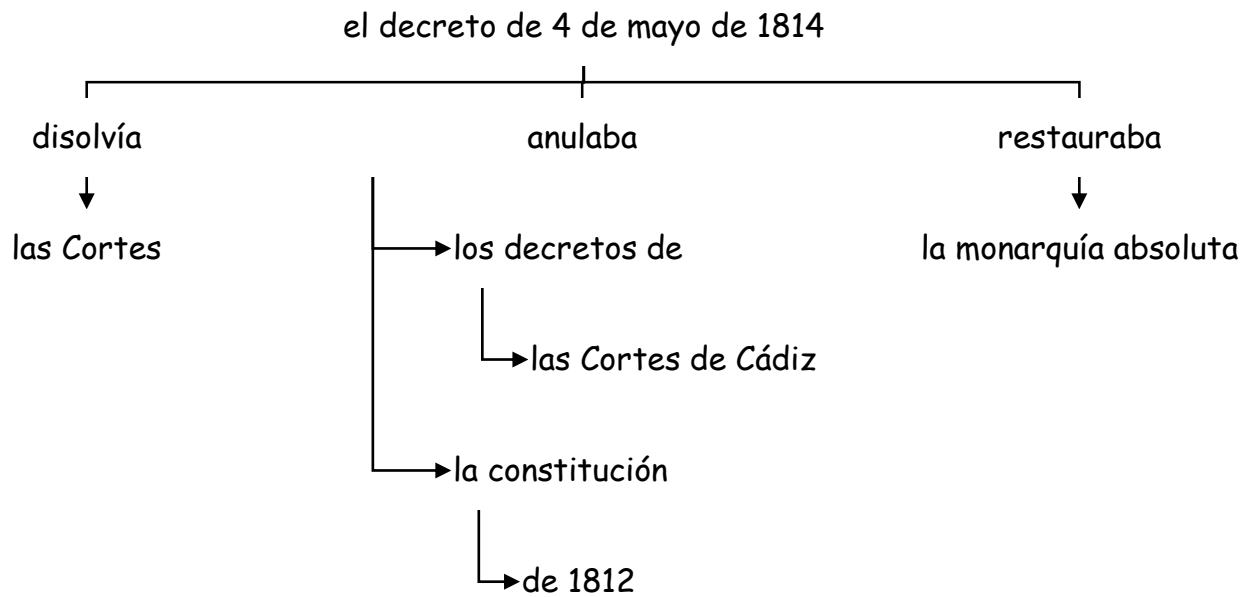 el decreto de 4 de mayo de 1814
disolvía anulaba restauraba
las Cortes los decretos de la monarquía absoluta
las Cortes de Cádiz
la constitución
de 1812